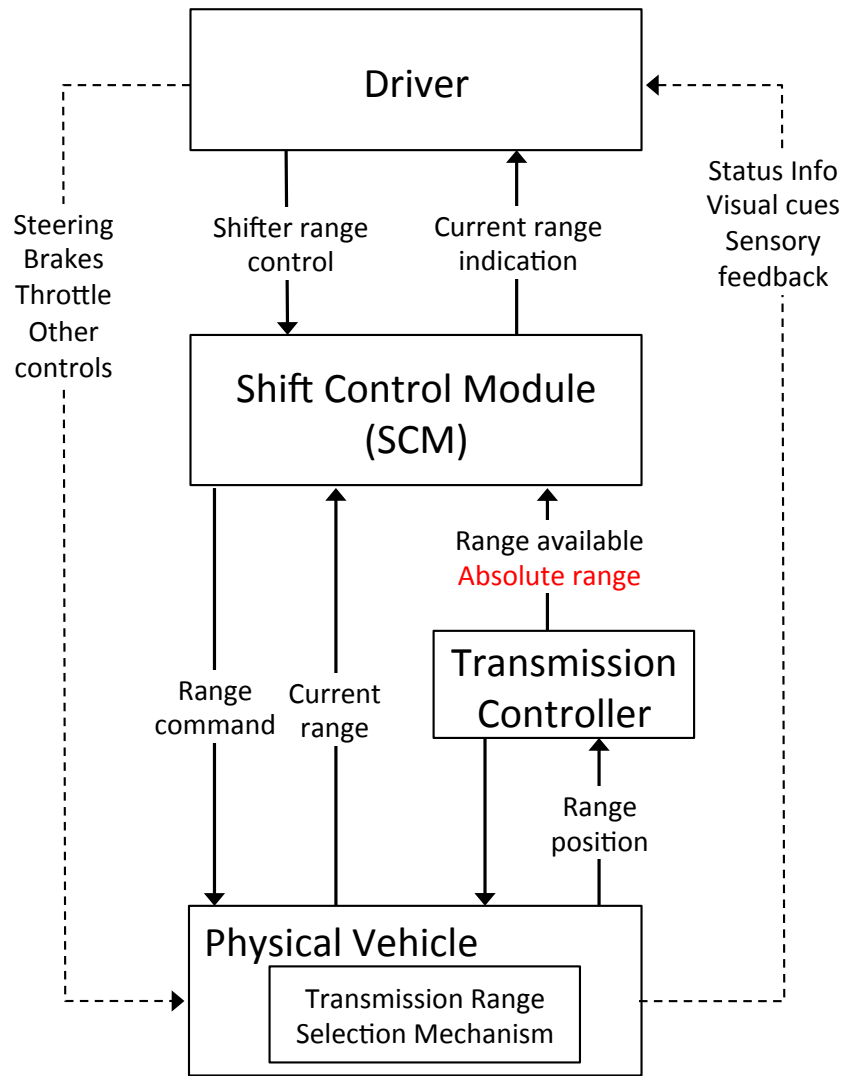 Driver
Steering
Brakes
Throttle
Other
controls
Shifter range
control
Current range
indication
Status Info
Visual cues
Sensory
feedback
Shift Control Module
(SCM)
Range available
Absolute range
Transmission
Controller
Range
command
Current
range
Range
position
Physical Vehicle
Transmission Range
Selection Mechanism